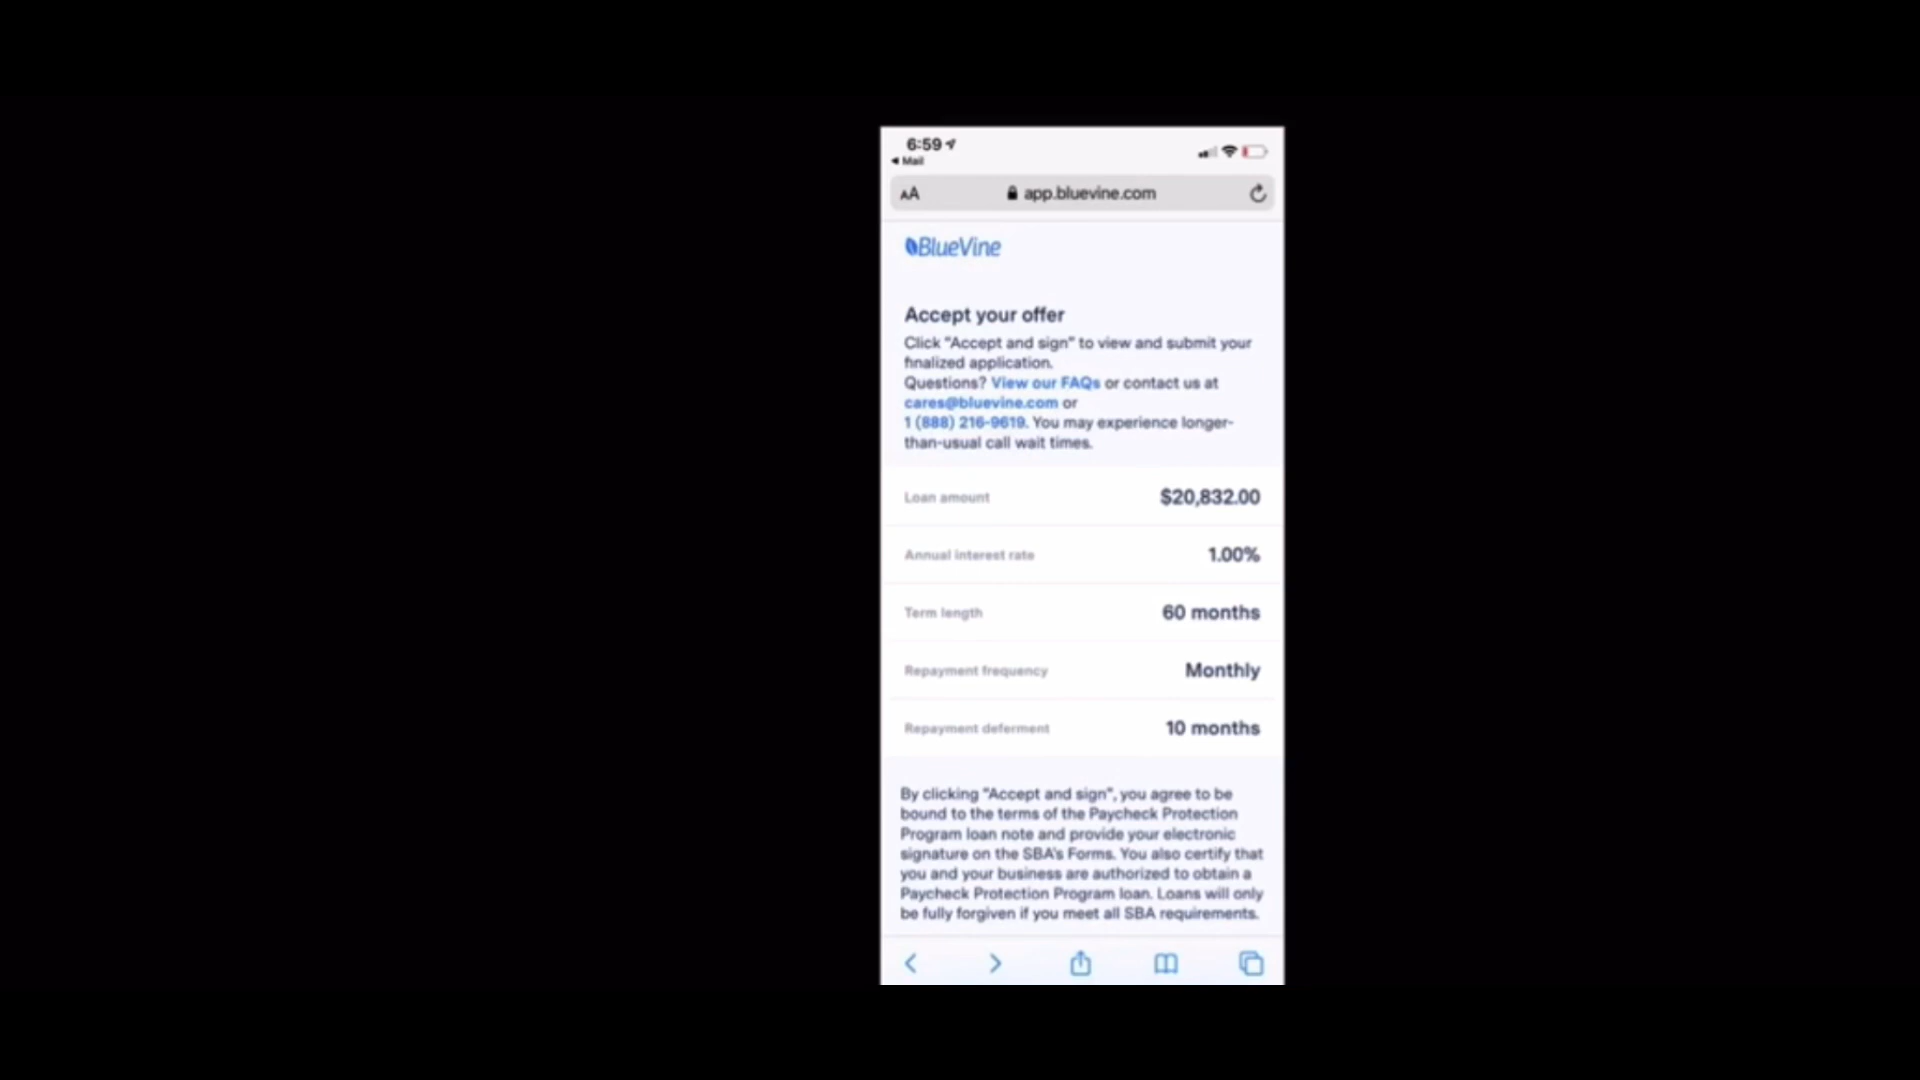 6:59
Mail
AA app.bluevine.com
BlueVine
Accept your offer
Click "Accept and sign" to view and submit your
finalized application.
Questions? View our FAQs or contact us at
cares@bluevine.com or
1 (888) 216-9619. You may experience longer-
than-usual call wait times.
Loan amount $20,832.00
Annual interest rate 1.00%
Term length 60 months
Repayment frequency Monthly
Repayment deferment 10 months
By clicking "Accept and sign", you agree to be
bound to the terms of the Paycheck Protection
Program loan note and provide your electronic
signature on the SBA's Forms. You also certify that
you and your business are authorized to obtain a
Paycheck Protection Program loan. Loans will only
be fully forgiven if you meet all SBA requirements.